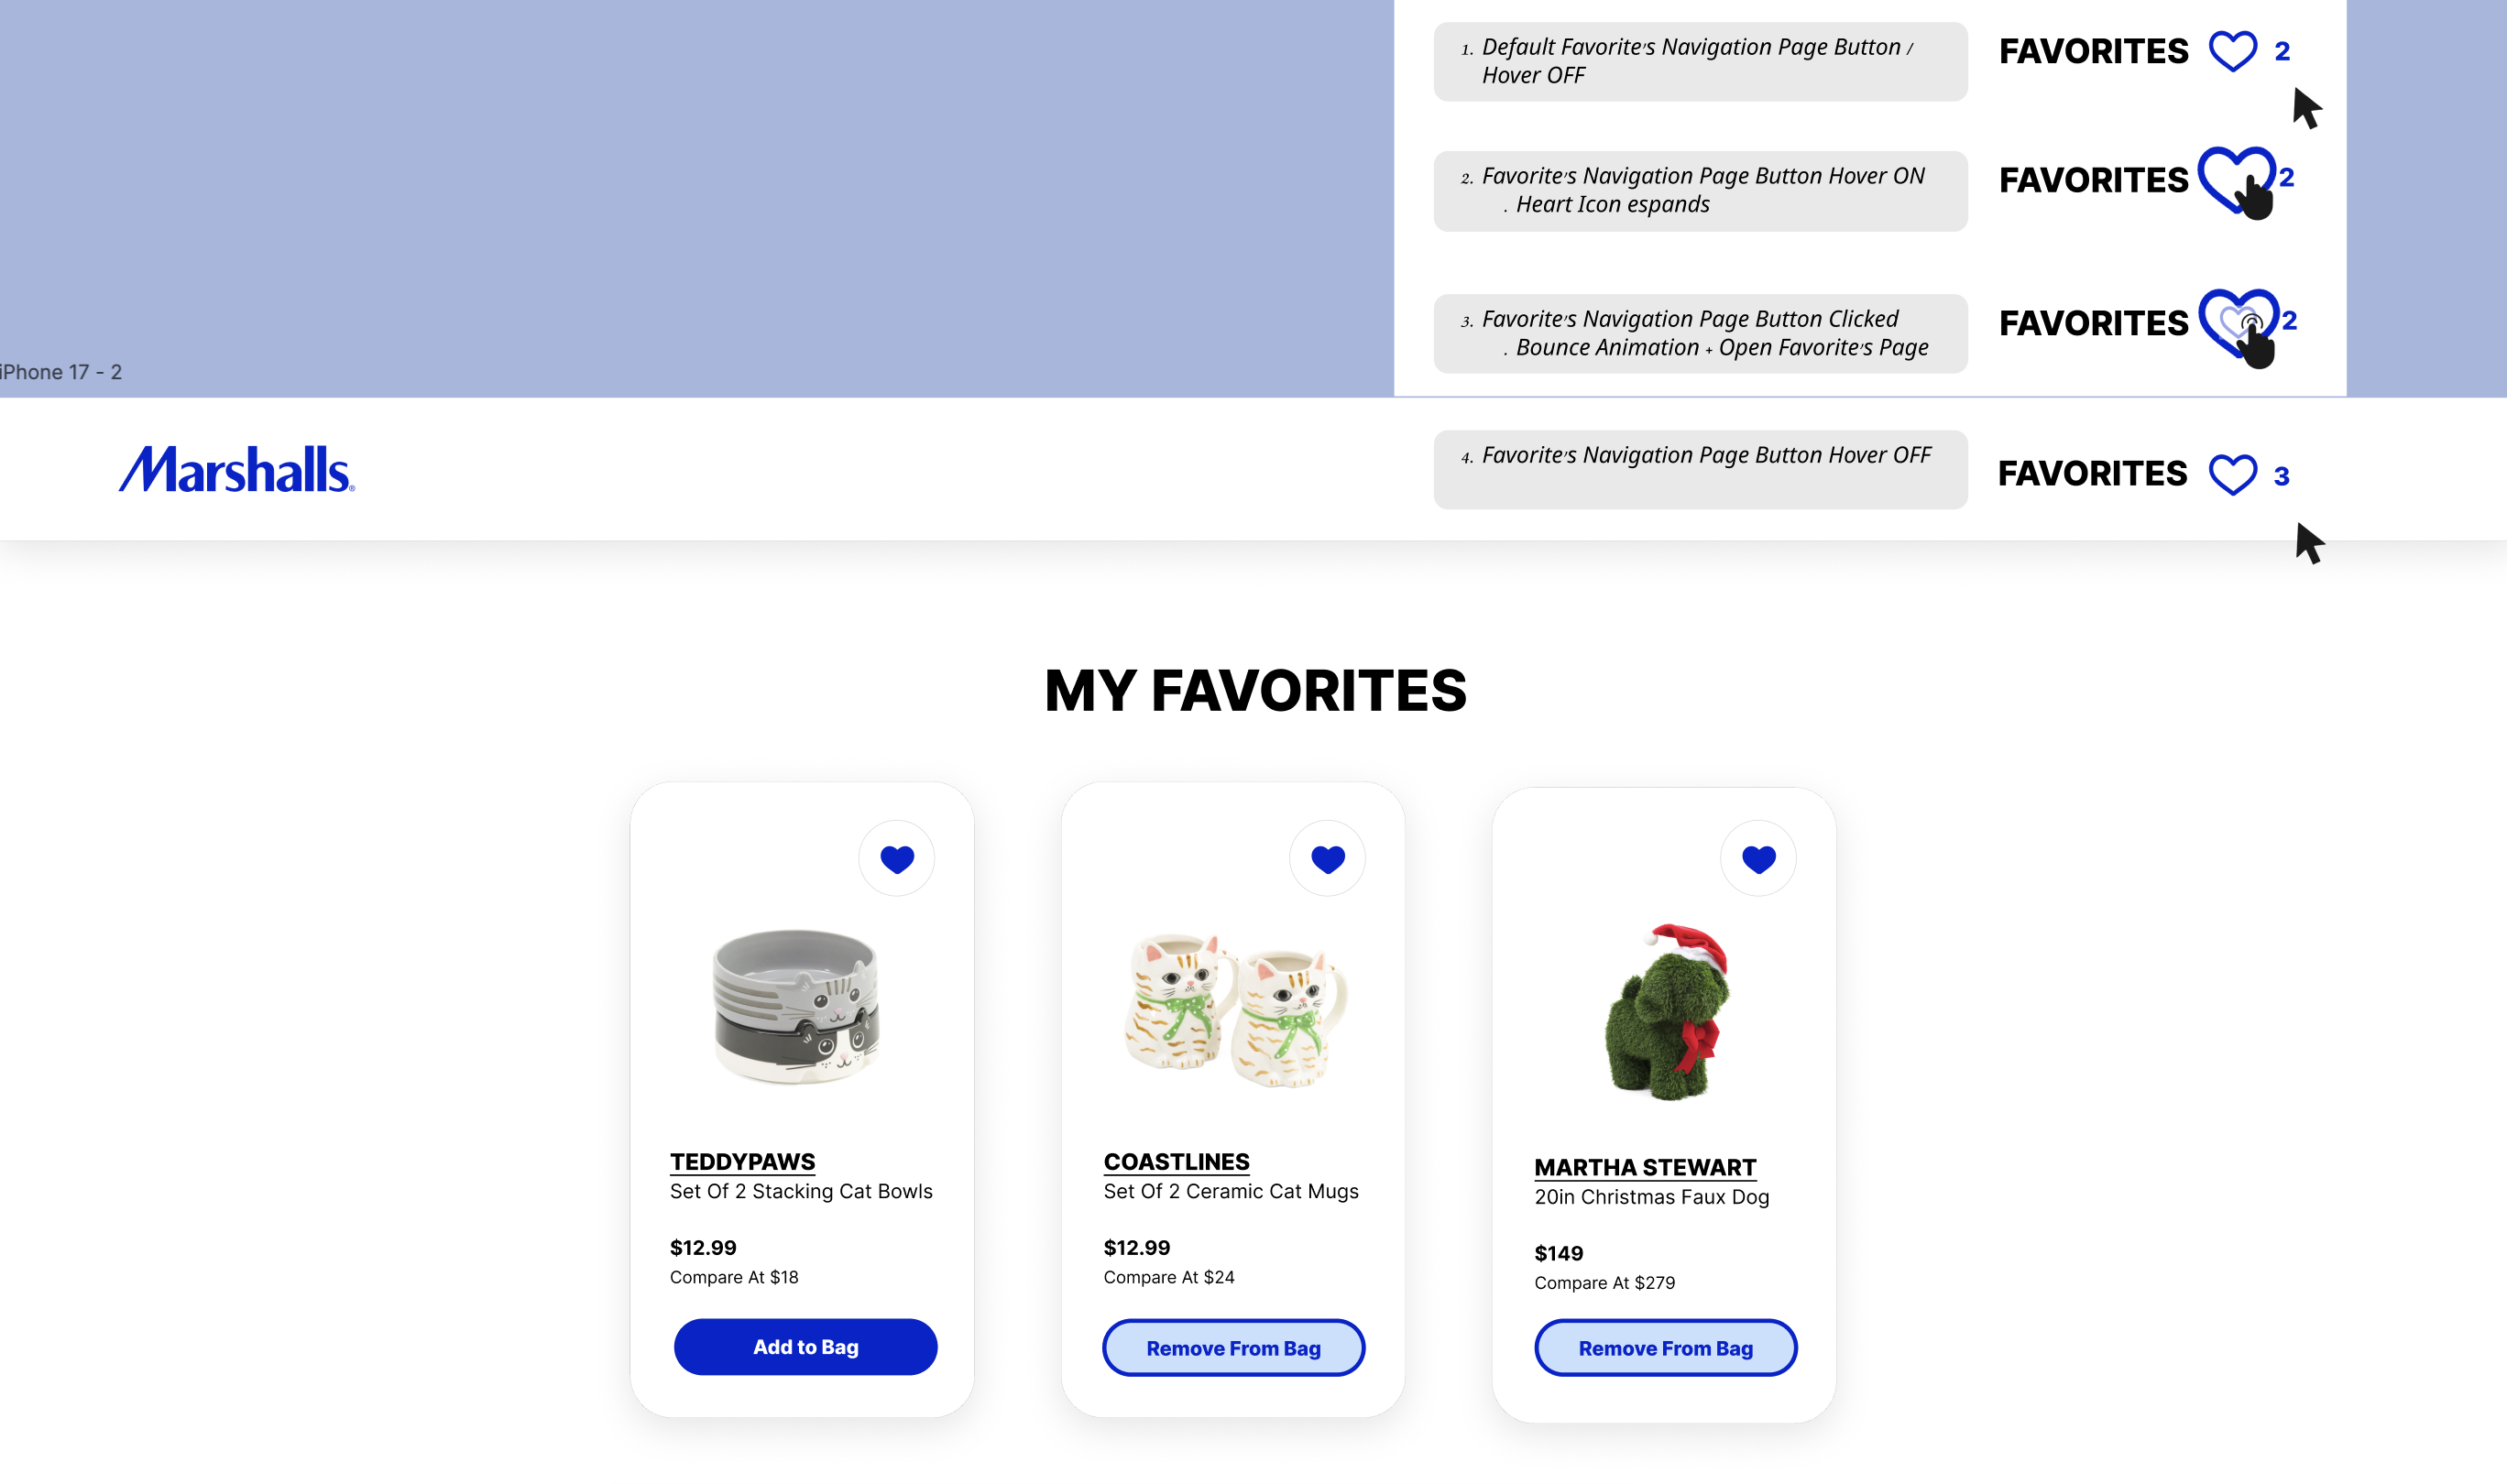 1. Default Favorite's Navigation Page Button /
Hover OFF
FAVORITES 2
2. Favorite's Navigation Page Button Hover ON
. Heart Icon espands
FAVORITES 2
3. Favorite's Navigation Page Button Clicked
. Bounce Animation + Open Favorite's Page
FAVORITES 2
iPhone 17 - 2
Marshalls®
4. Favorite's Navigation Page Button Hover OFF
FAVORITES 3
MY FAVORITES
TEDDYPAWS
Set Of 2 Stacking Cat Bowls
$12.99
Compare At $18
Add to Bag
COASTLINES
Set Of 2 Ceramic Cat Mugs
$12.99
Compare At $24
Remove From Bag
MARTHA STEWART
20in Christmas Faux Dog
$149
Compare At $279
Remove From Bag